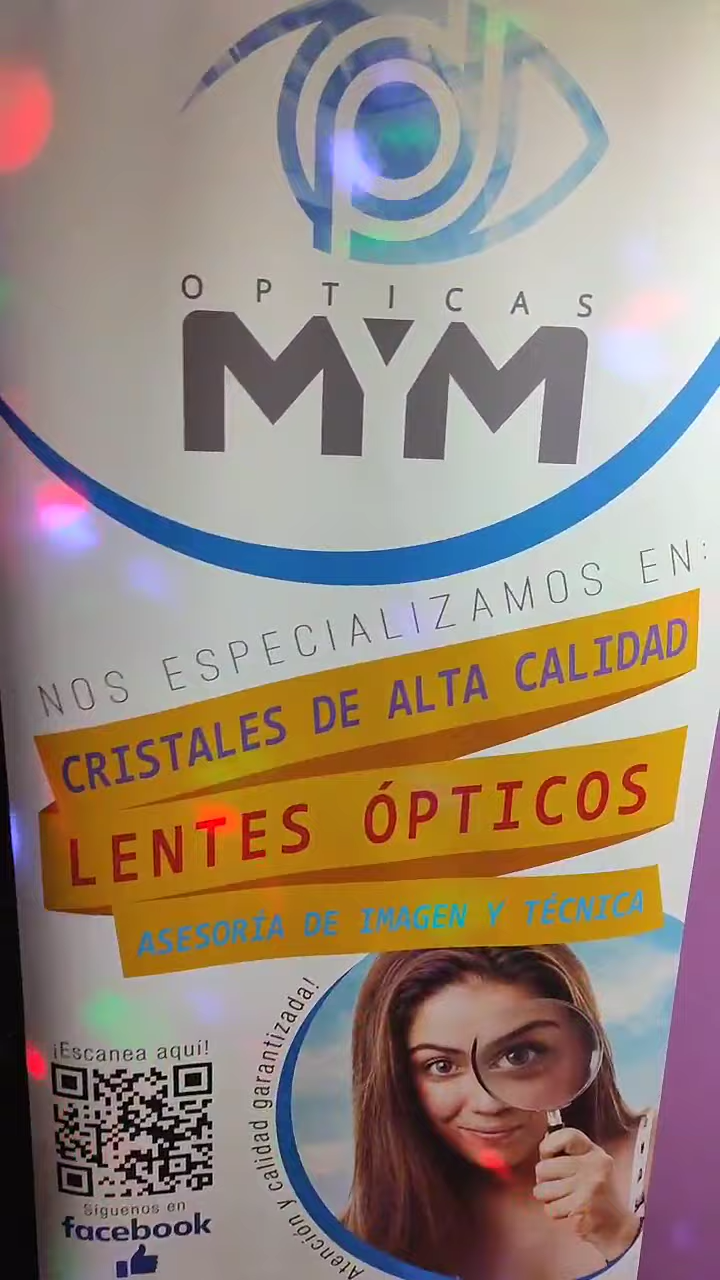 OPTICAS
MYM
NOS ESPECIALIZAMOS EN:
CRISTALES DE ALTA CALIDAD
LENTES ÓPTICOS
ASESORÍA DE IMAGEN Y TÉCNICA
¡Escanea aquí!
Síguenos en
facebook
Atención y calidad garantizada!